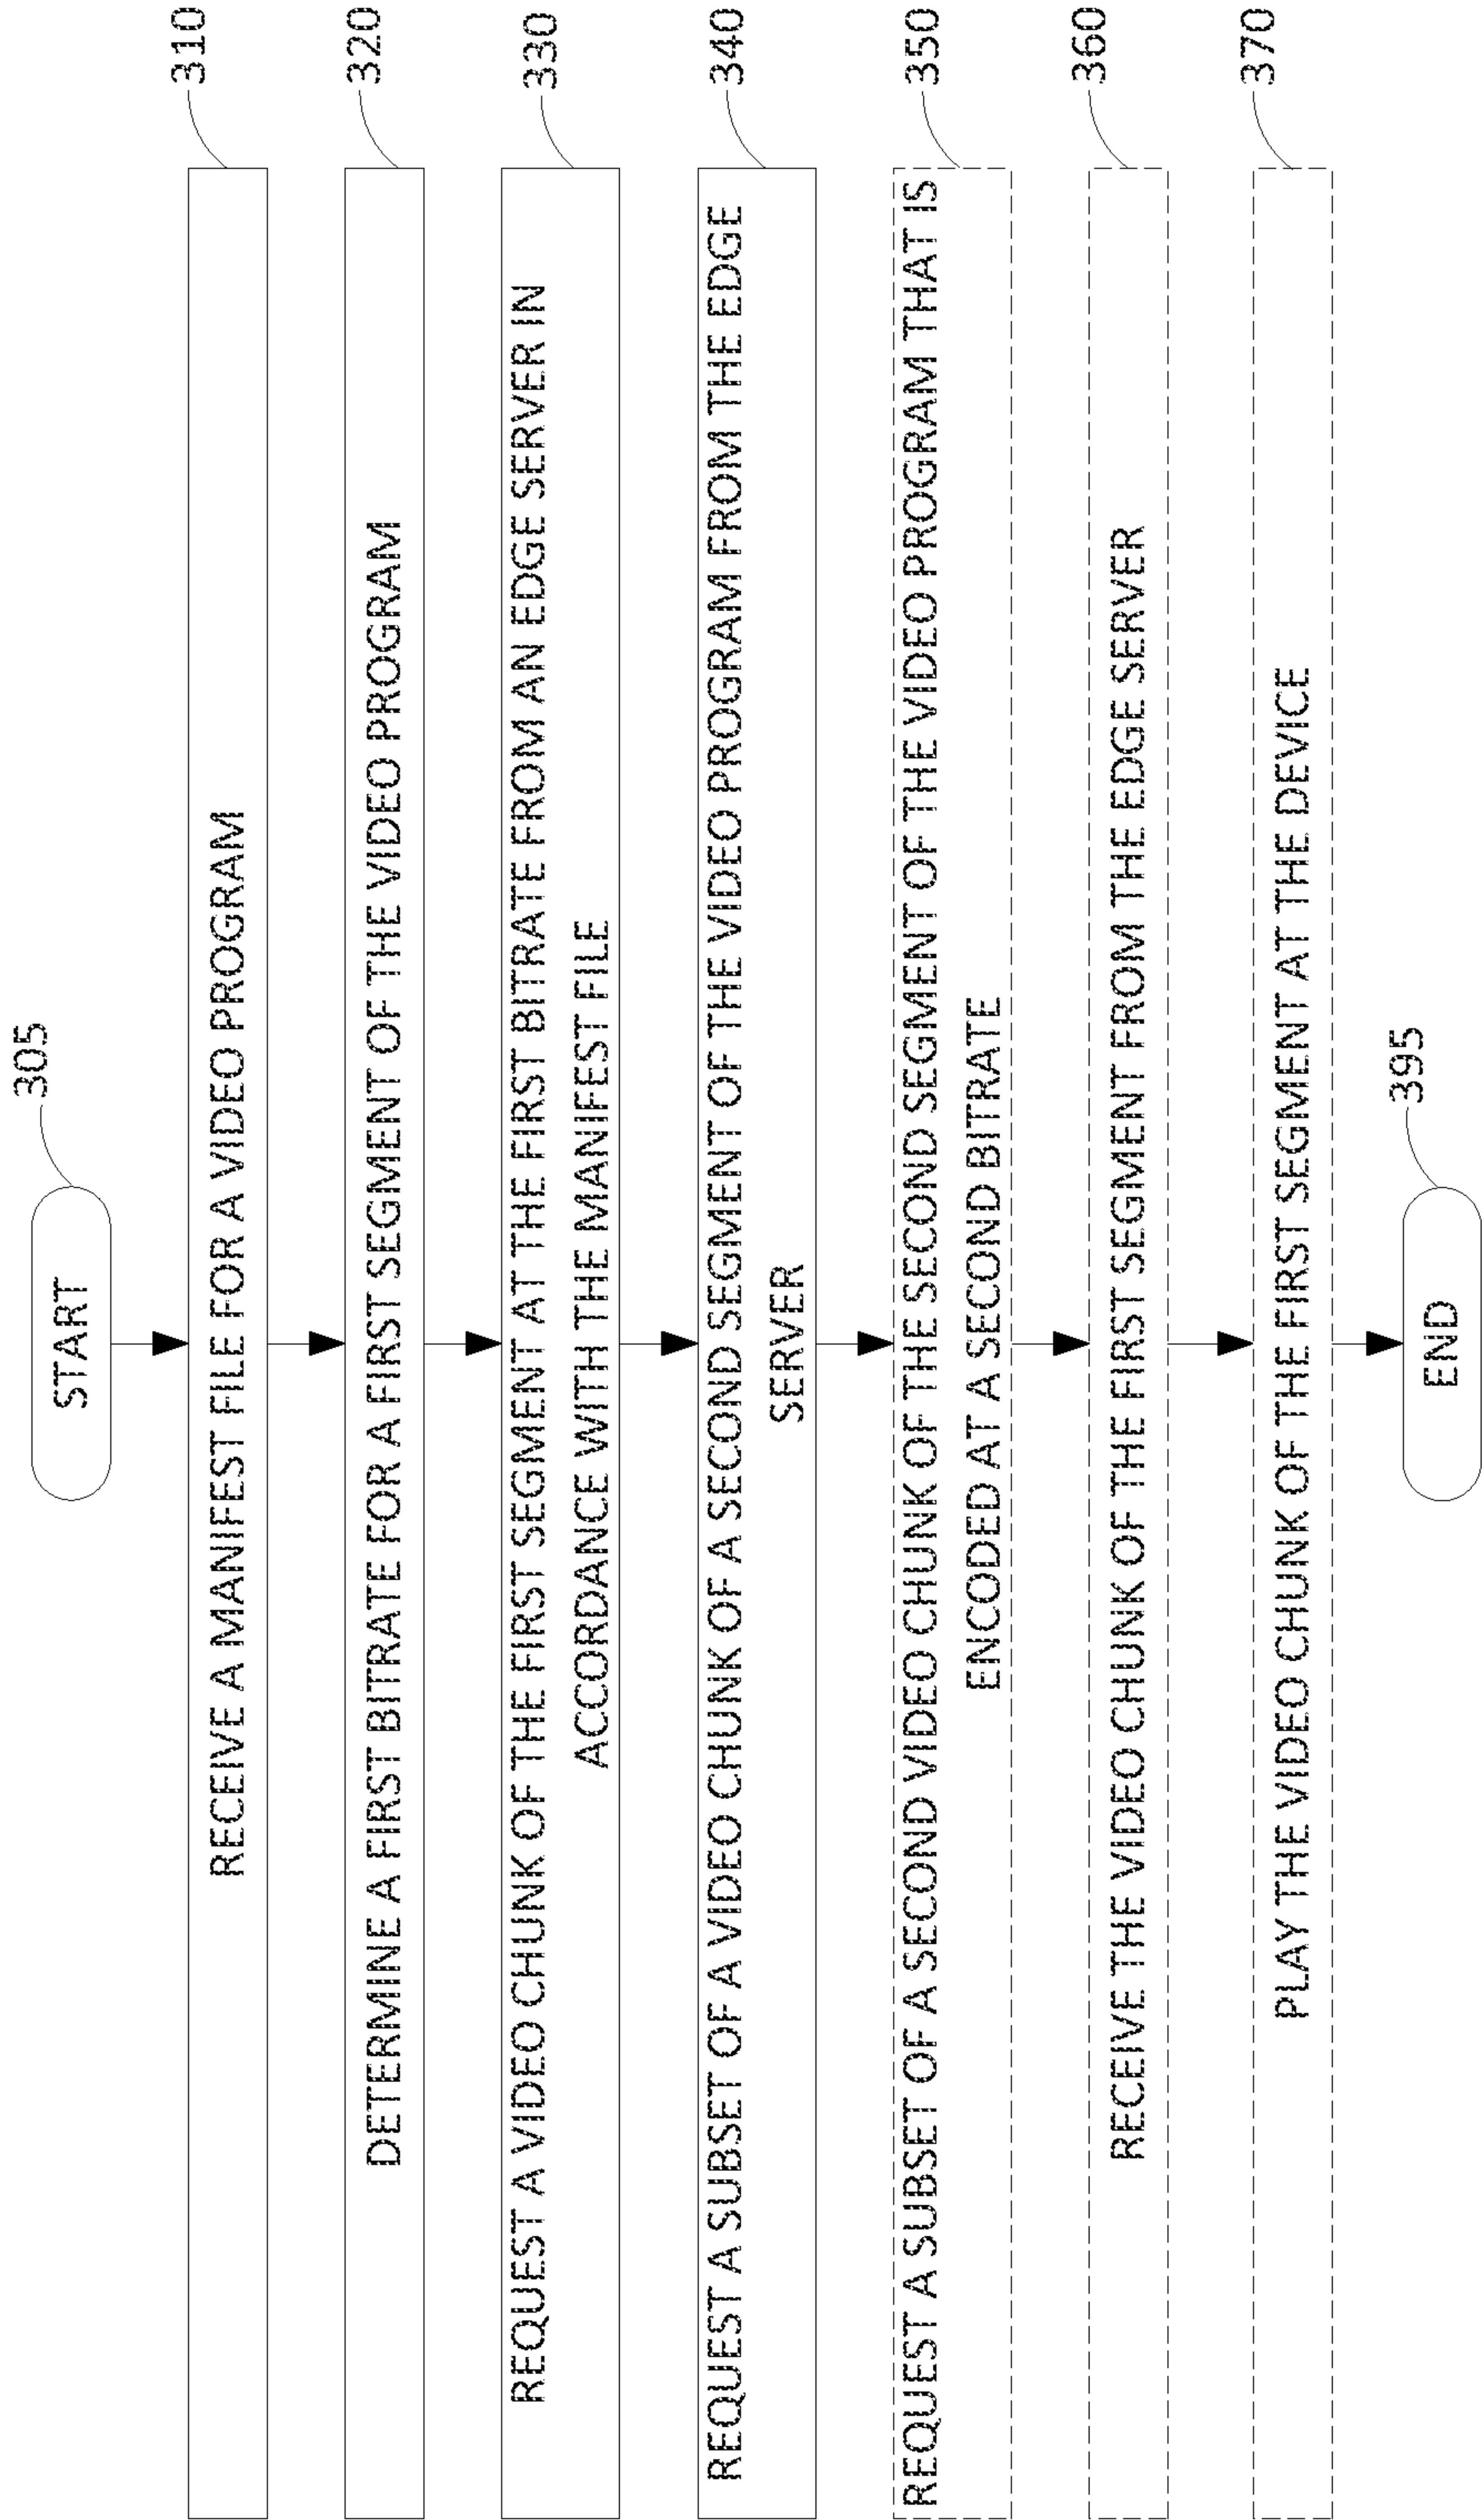 305
START
310
RECEIVE A MANIFEST FILE FOR A VIDEO PROGRAM
320
DETERMINE A FIRST BITRATE FOR A FIRST SEGMENT OF THE VIDEO PROGRAM
330
REQUEST A VIDEO CHUNK OF THE FIRST SEGMENT AT THE FIRST BITRATE FROM AN EDGE SERVER IN
ACCORDANCE WITH THE MANIFEST FILE
340
REQUEST A SUBSET OF A VIDEO CHUNK OF A SECOND SEGMENT OF THE VIDEO PROGRAM FROM THE EDGE
SERVER
350
REQUEST A SUBSET OF A SECOND VIDEO CHUNK OF THE SECOND SEGMENT OF THE VIDEO PROGRAM THAT IS
ENCODED AT A SECOND BITRATE
360
RECEIVE THE VIDEO CHUNK OF THE FIRST SEGMENT FROM THE EDGE SERVER
370
PLAY THE VIDEO CHUNK OF THE FIRST SEGMENT AT THE DEVICE
395
END